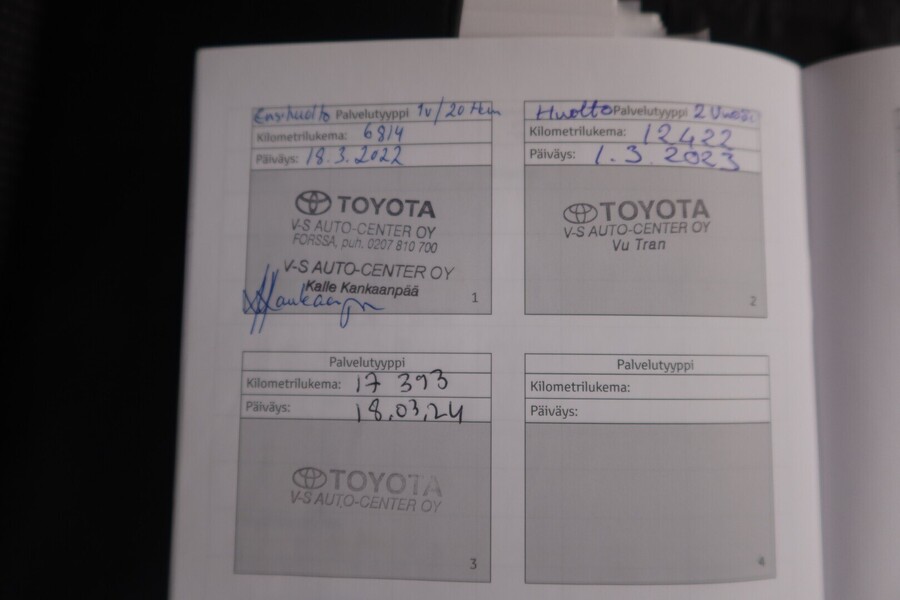 Ensihuolto Palvelutyyppi 1v/20 tkm
Kilometrilukema: 6814
Päiväys: 18.3.2022
TOYOTA
V-S AUTO-CENTER OY
FORSSA, puh. 0207 810 700
V-S AUTO-CENTER OY
Kalle Kankaanpää
1
Huolto Palvelutyyppi 2 Vuosi
Kilometrilukema: 12422
Päiväys: 1.3.2023
TOYOTA
V-S AUTO-CENTER OY
Vu Tran
2
Palvelutyyppi
Kilometrilukema: 17 393
Päiväys: 18.03.24
TOYOTA
V-S AUTO-CENTER OY
3
Palvelutyyppi
Kilometrilukema:
Päiväys:
4